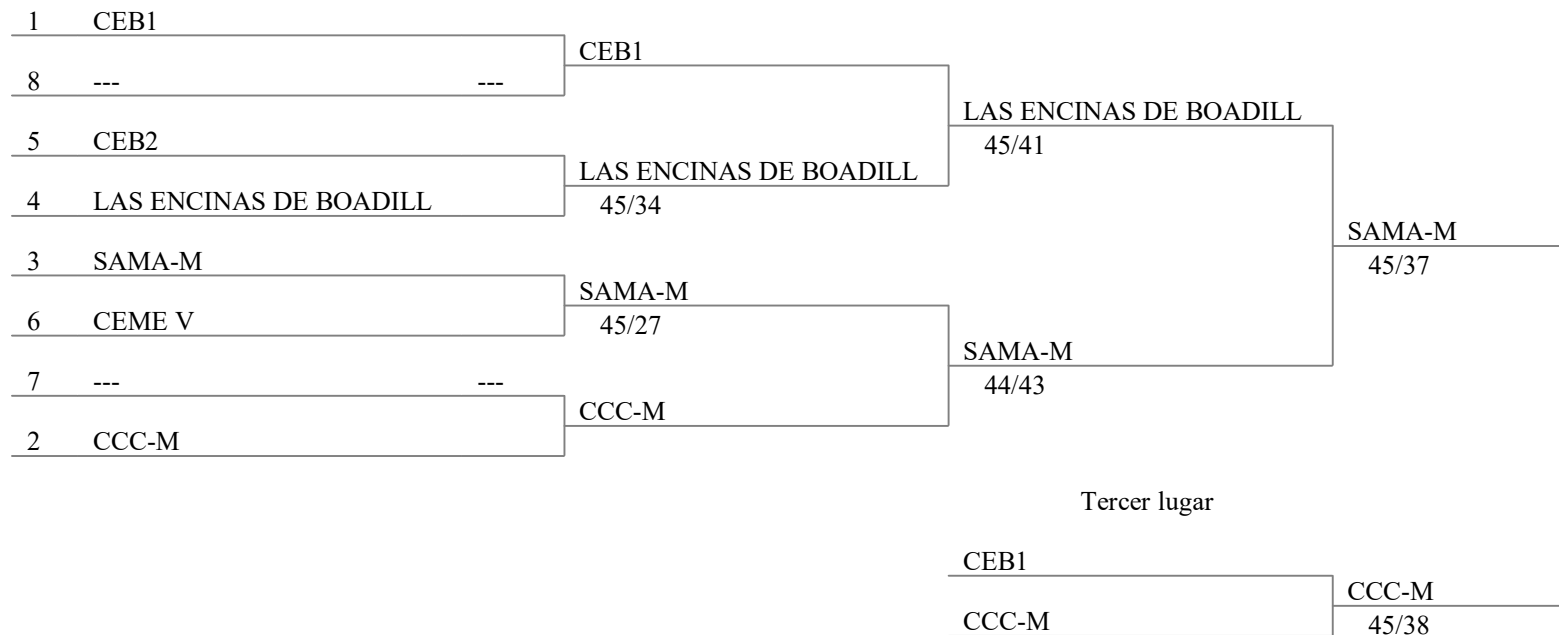 1 CEB1
CEB1
8 --- ---
LAS ENCINAS DE BOADILL
5 CEB2
45/41
LAS ENCINAS DE BOADILL
4 LAS ENCINAS DE BOADILL
45/34
SAMA-M
3 SAMA-M
45/37
SAMA-M
6 CEME V
45/27
SAMA-M
7 --- ---
44/43
CCC-M
2 CCC-M
Tercer lugar
CEB1
CCC-M
CCC-M
45/38